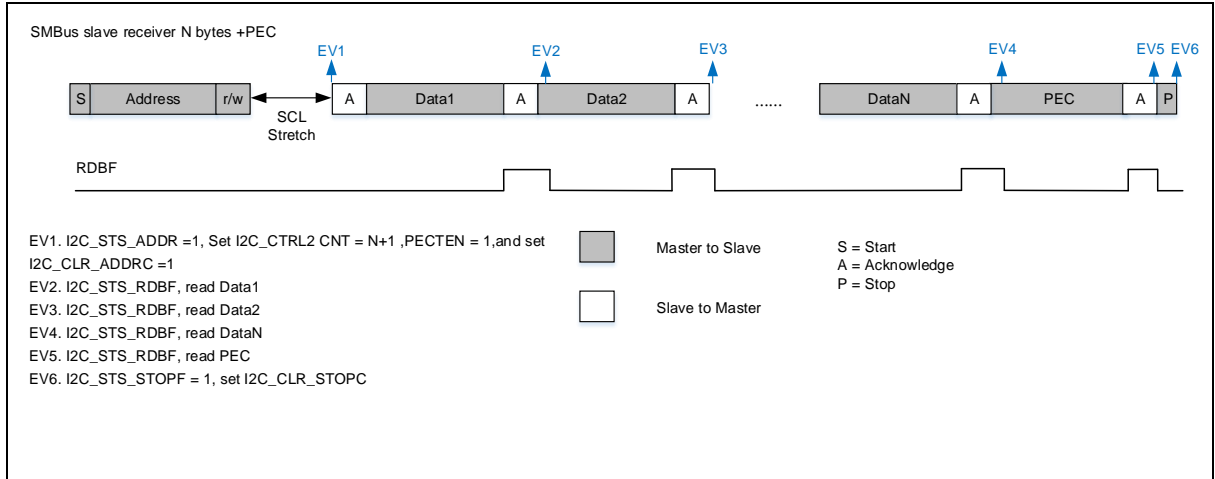 SMBus slave receiver N bytes +PEC
EV1 EV2 EV3 EV4 EV5 EV6
S Address r/w A Data1 A Data2 A ...... DataN A PEC A P
SCL
Stretch
RDBF
EV1. I2C_STS_ADDR =1, Set I2C_CTRL2 CNT = N+1 ,PECTEN = 1,and set
I2C_CLR_ADDRC =1
EV2. I2C_STS_RDBF, read Data1
EV3. I2C_STS_RDBF, read Data2
EV4. I2C_STS_RDBF, read DataN
EV5. I2C_STS_RDBF, read PEC
EV6. I2C_STS_STOPF = 1, set I2C_CLR_STOPC
Master to Slave
Slave to Master
S = Start
A = Acknowledge
P = Stop